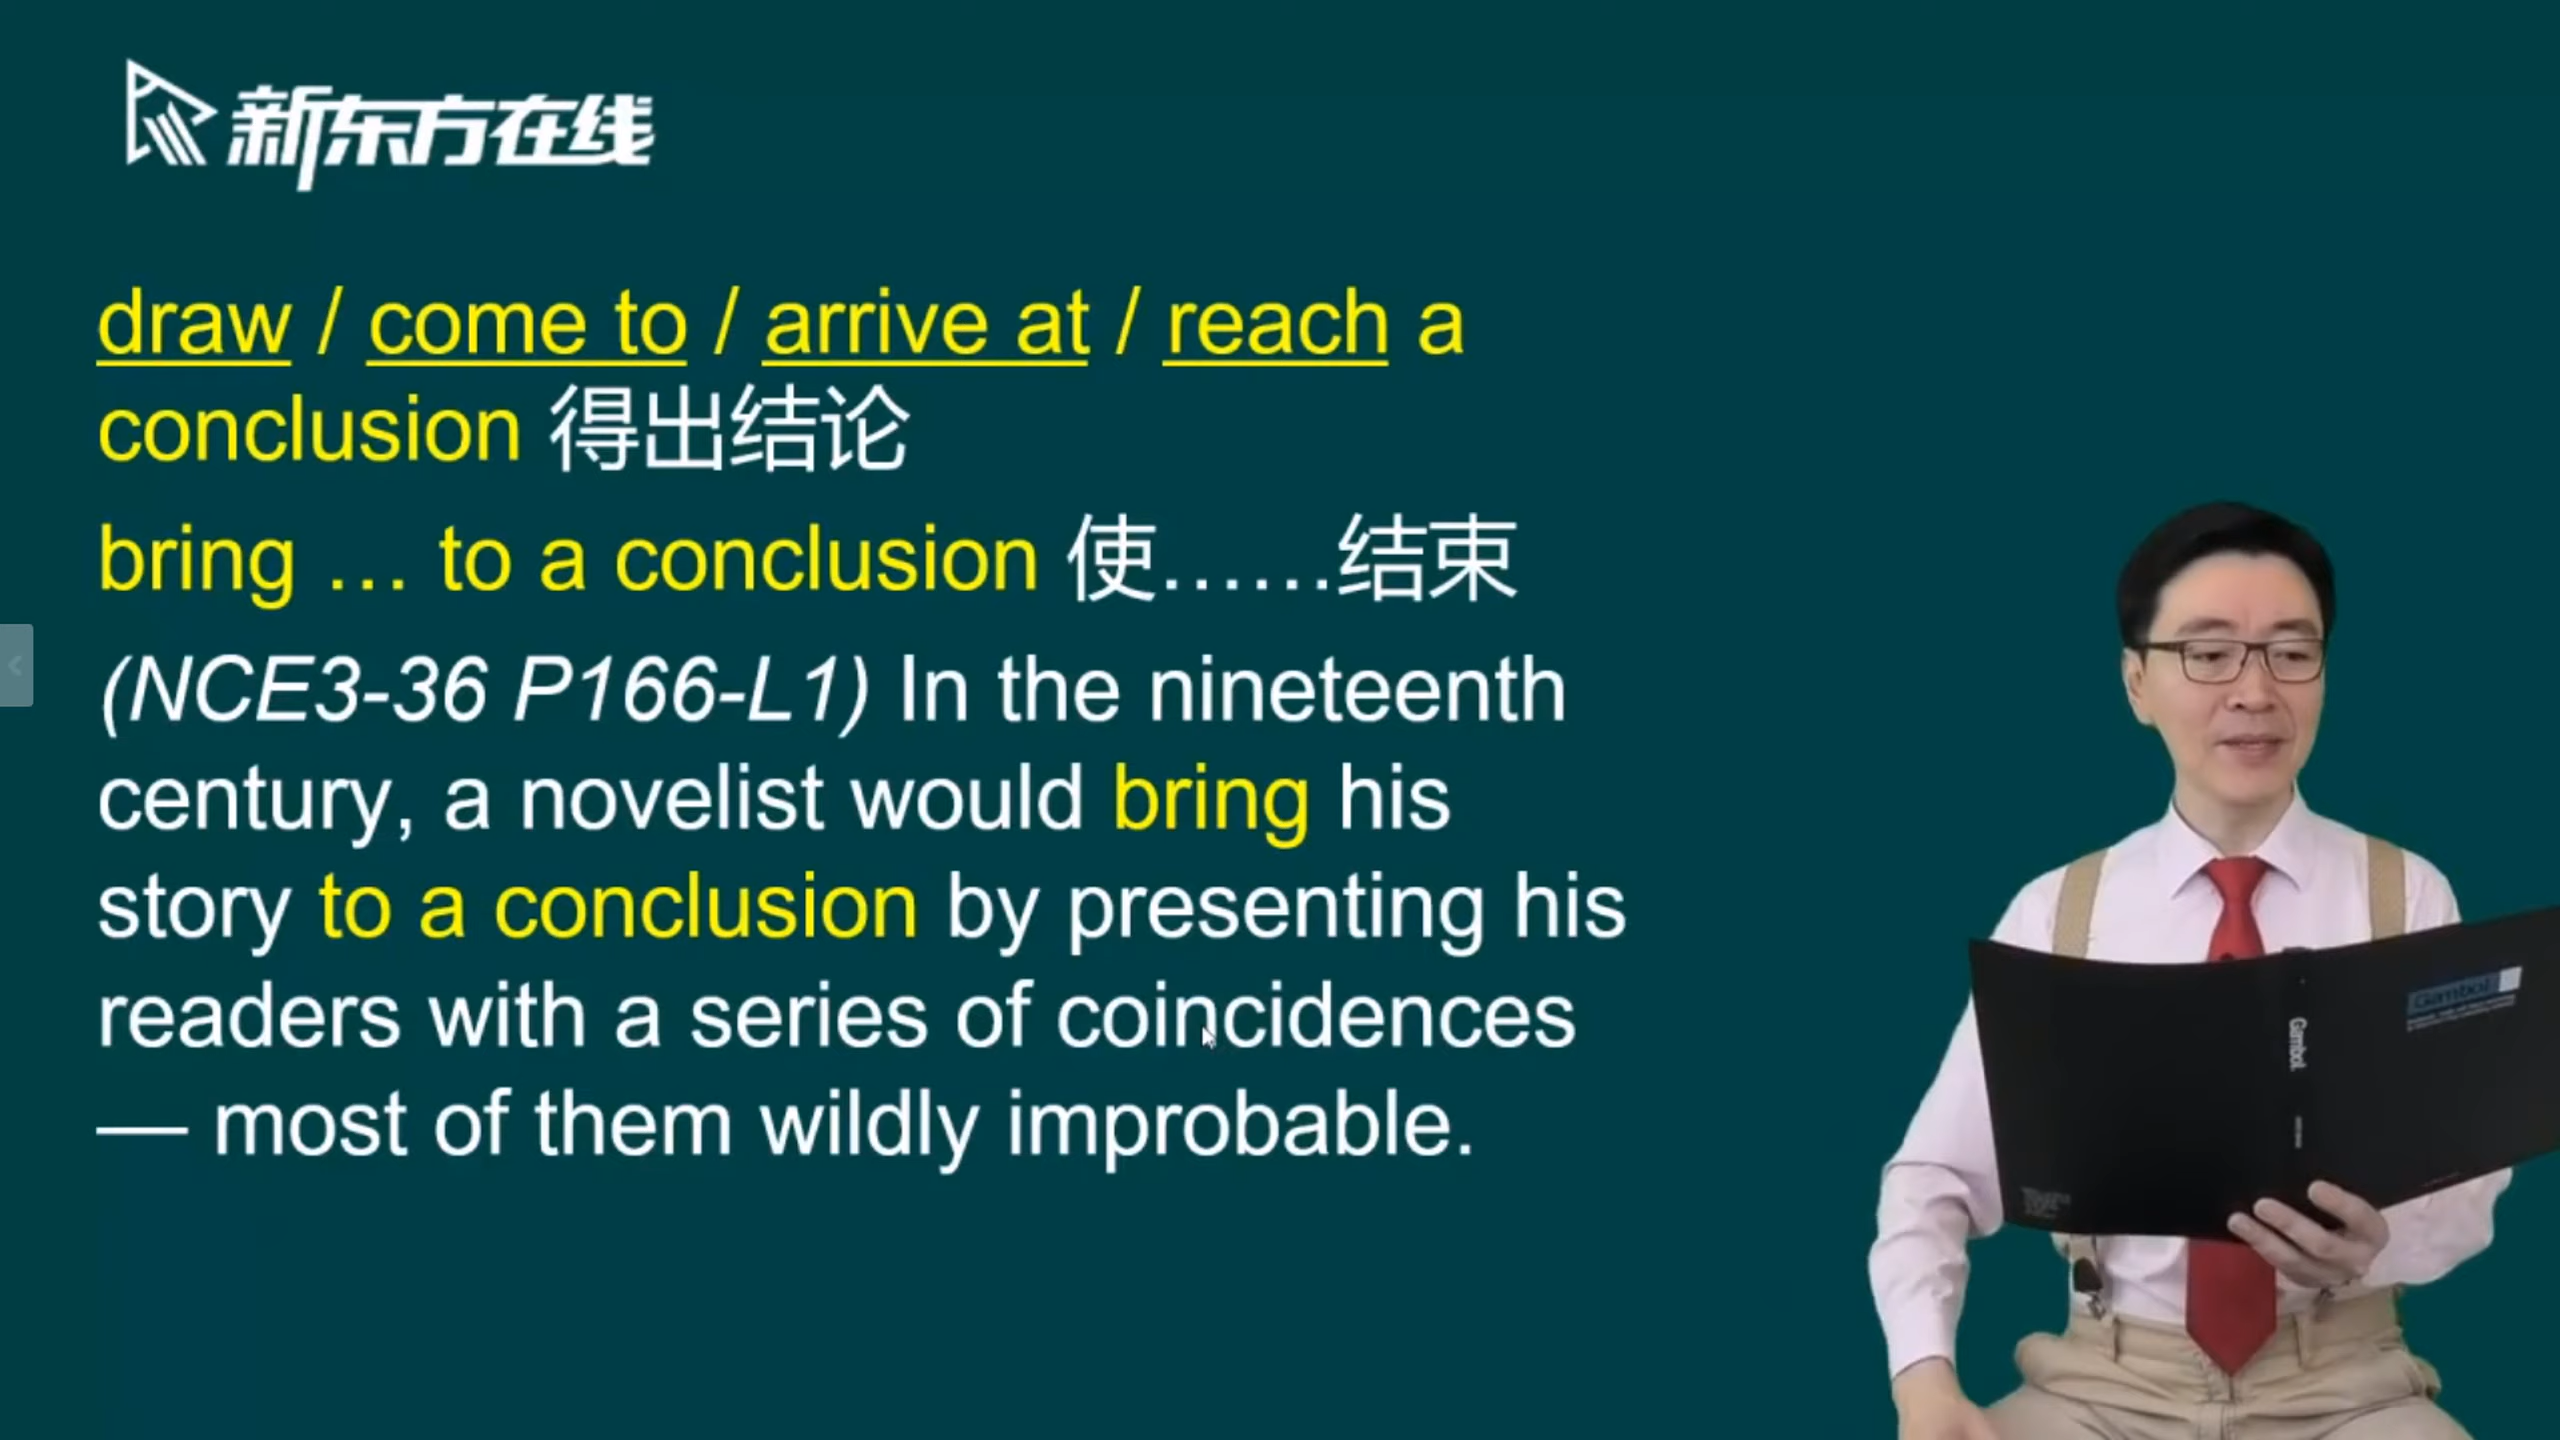 新东方在线
draw / come to / arrive at / reach a
conclusion 得出结论
bring … to a conclusion 使……结束
(NCE3-36 P166-L1) In the nineteenth
century, a novelist would bring his
story to a conclusion by presenting his
readers with a series of coincidences
— most of them wildly improbable.
Gambol
Gambol